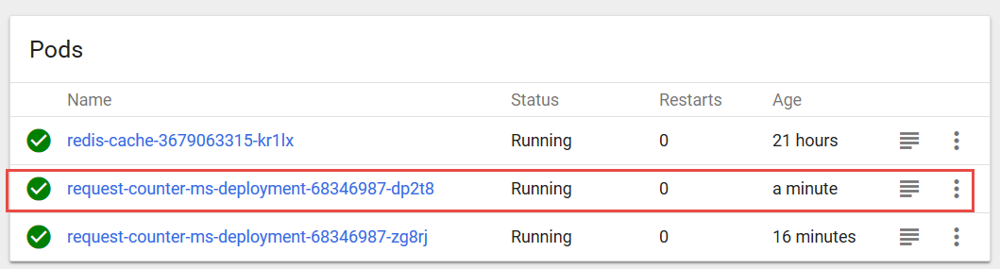 Pods
Name Status Restarts Age
redis-cache-3679063315-kr1lx Running 0 21 hours
request-counter-ms-deployment-68346987-dp2t8 Running 0 a minute
request-counter-ms-deployment-68346987-zg8rj Running 0 16 minutes